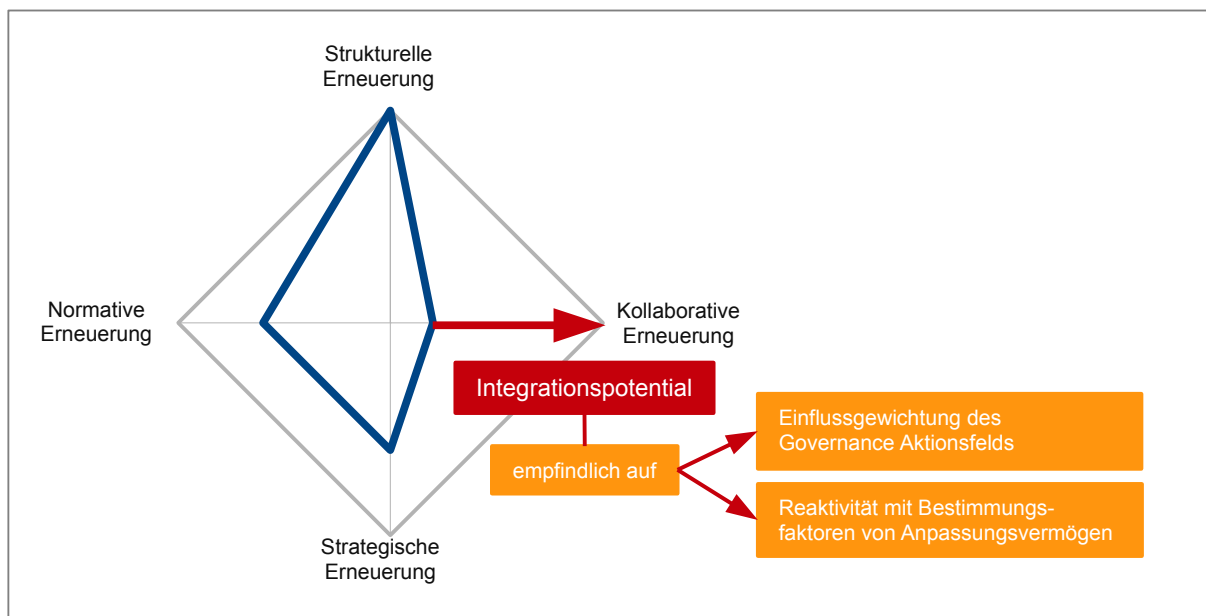 Strukturelle
Erneuerung
Normative
Erneuerung
Kollaborative
Erneuerung
Integrationspotential
Einflussgewichtung des
Governance Aktionsfelds
empfindlich auf
Reaktivität mit Bestimmungs-
faktoren von Anpassungsvermögen
Strategische
Erneuerung